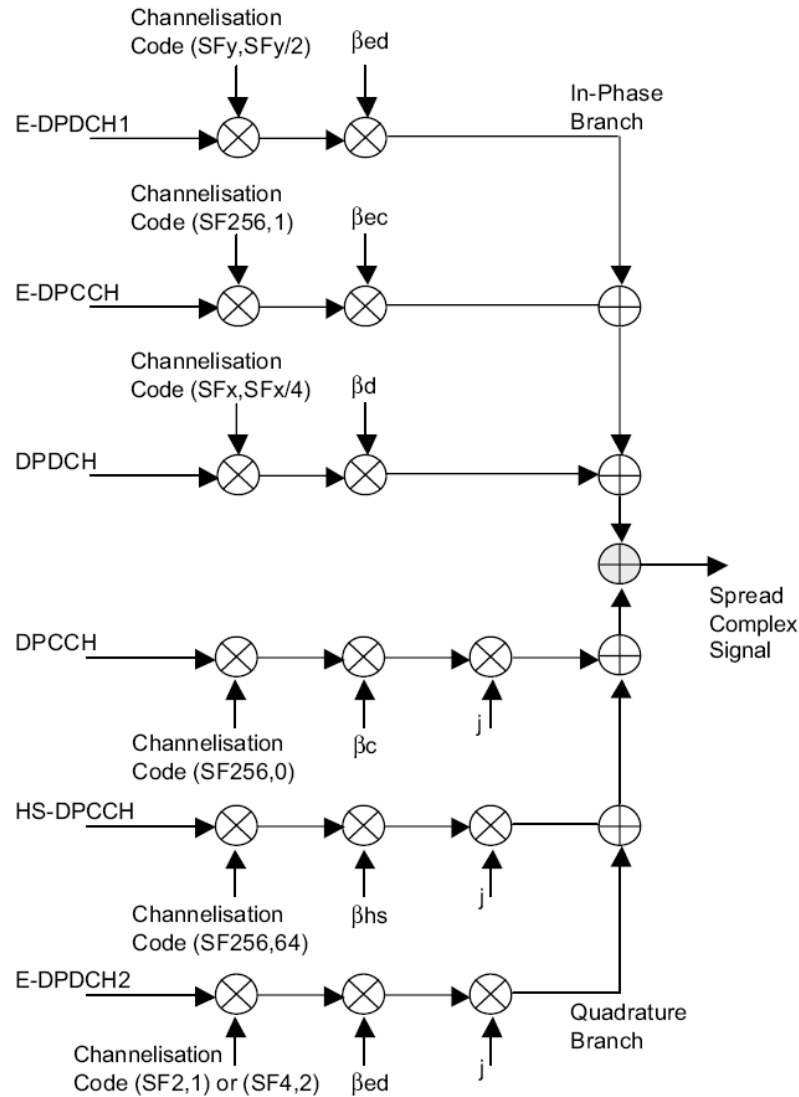 Channelisation
Code (SFy,SFy/2)
βed
In-Phase
Branch
E-DPDCH1
Channelisation
Code (SF256,1)
βec
E-DPCCH
Channelisation
Code (SFx,SFx/4)
βd
DPDCH
Spread
Complex
Signal
DPCCH
Channelisation
Code (SF256,0)
βc
j
HS-DPCCH
Channelisation
Code (SF256,64)
βhs
j
E-DPDCH2
Quadrature
Branch
Channelisation
Code (SF2,1) or (SF4,2)
βed
j